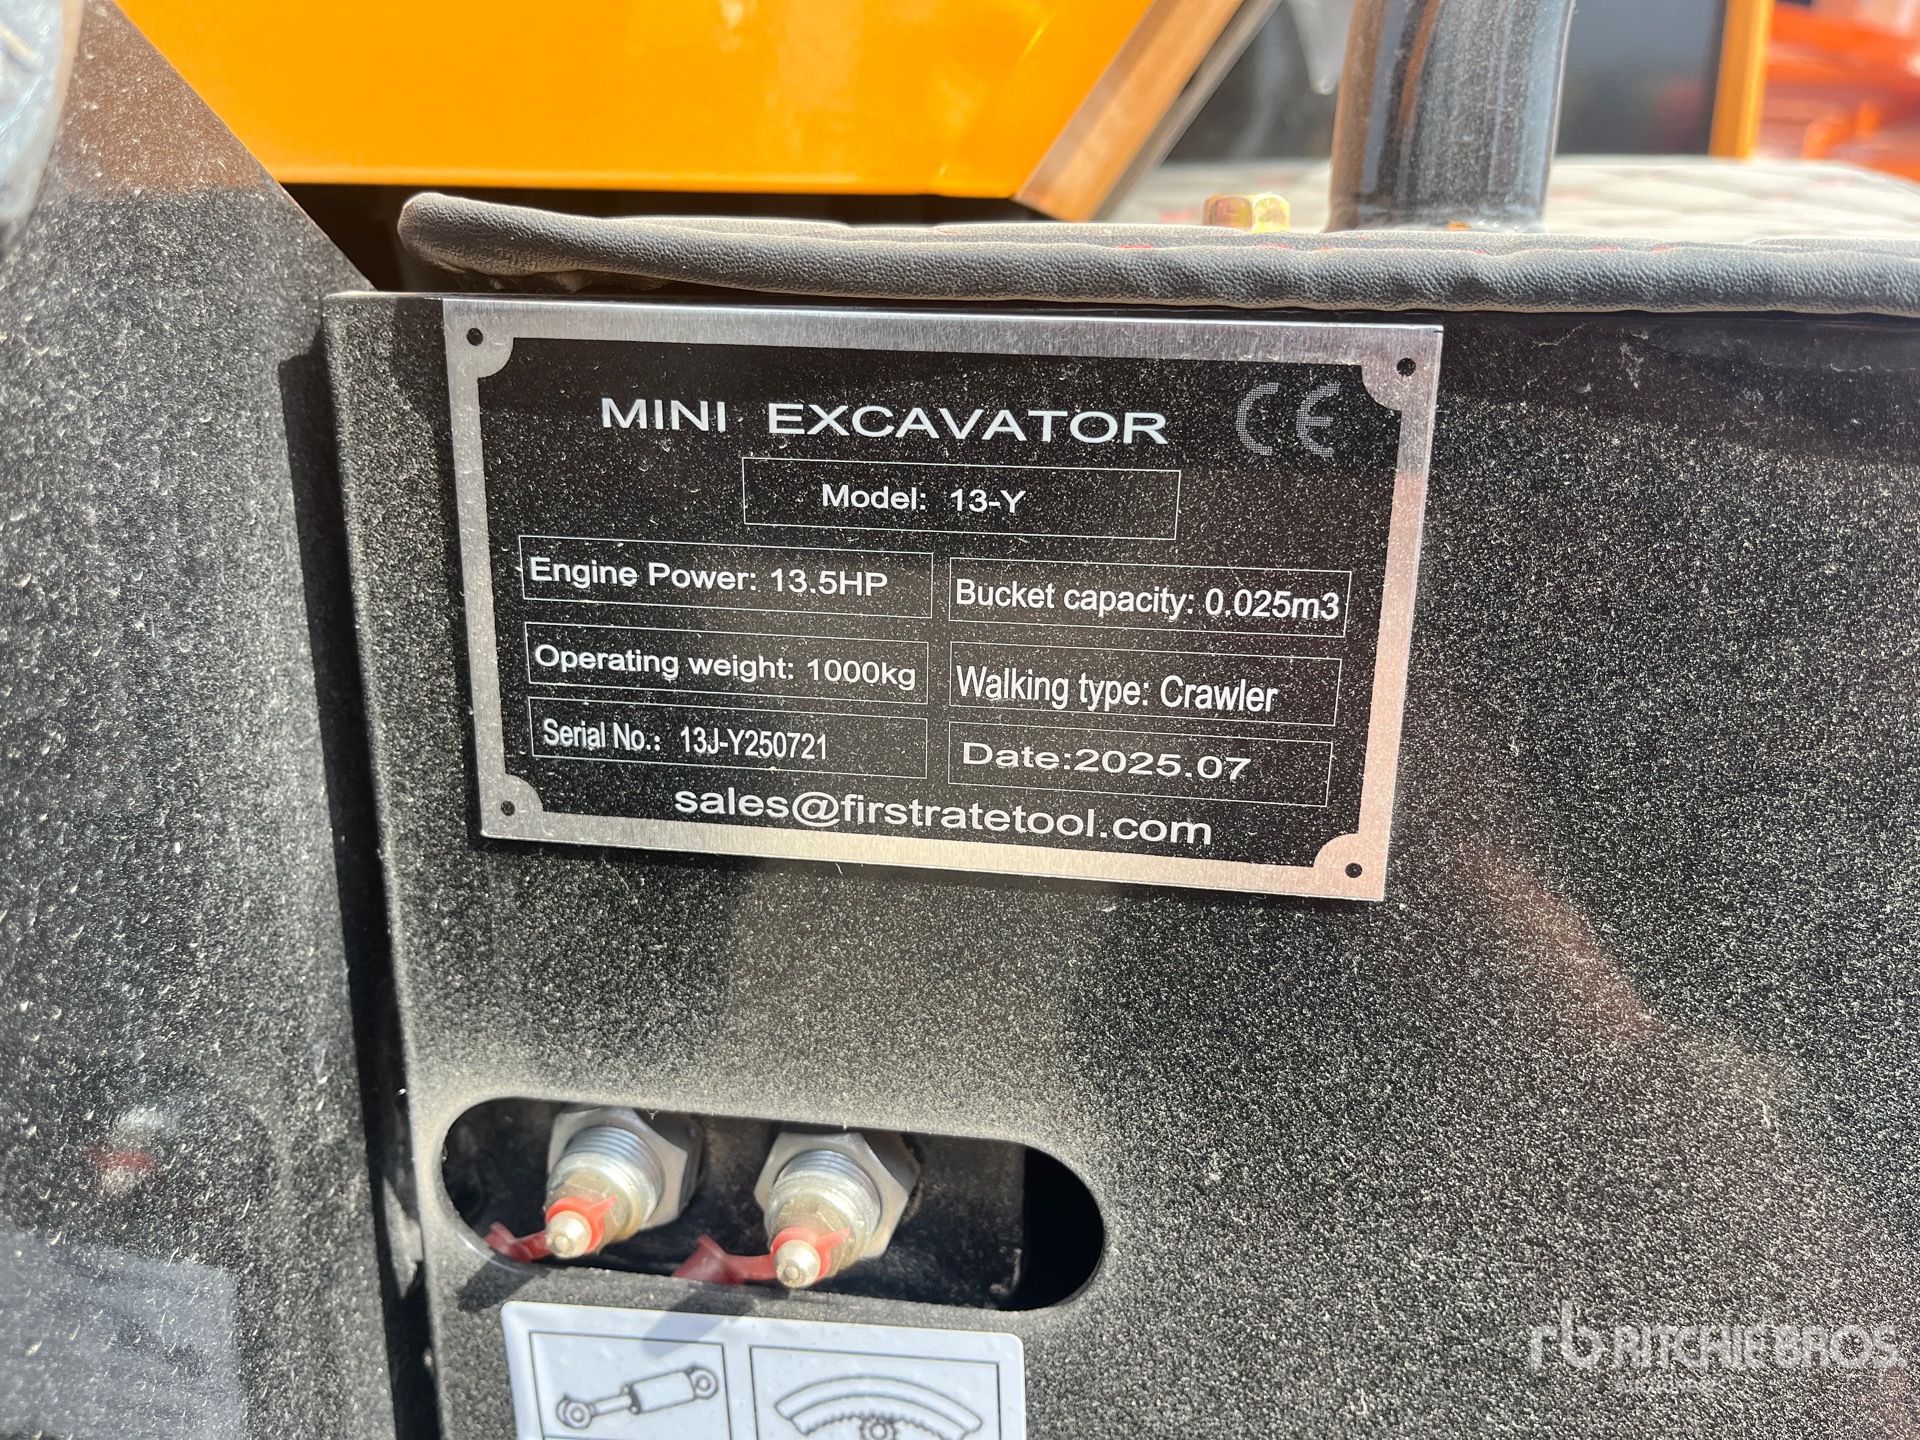 MINI EXCAVATOR CE
Model: 13-Y
Engine Power: 13.5HP
Bucket capacity: 0.025m3
Operating weight: 1000kg
Walking type: Crawler
Serial No.: 13J-Y250721
Date:2025.07
sales@firstratetool.com
rb RITCHIE BROS.